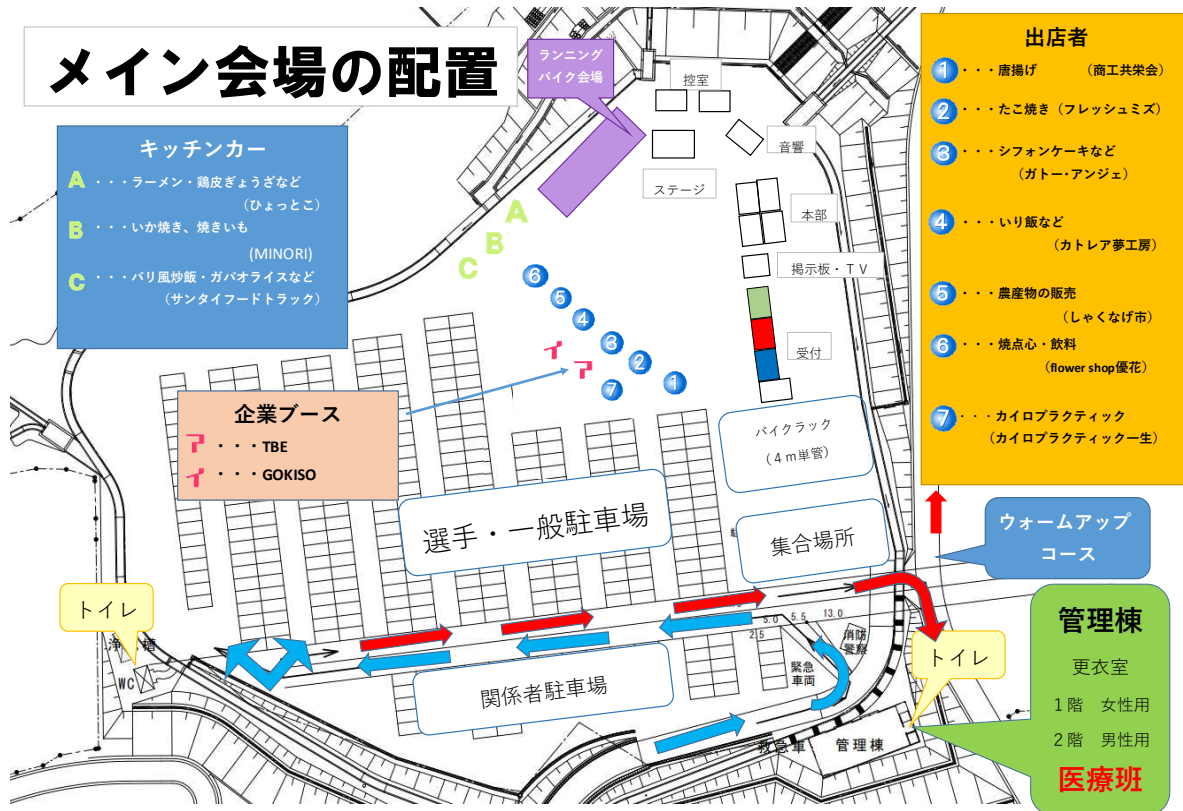 メイン会場の配置
ランニング
バイク会場
控室
音響
ステージ
本部
掲示板・ＴＶ
受付
キッチンカー
A ・・・ラーメン・鶏皮ぎょうざなど
（ひょっとこ）
B ・・・いか焼き、焼きいも
(MINORI)
C ・・・バリ風炒飯・ガパオライスなど
（サンタイフードトラック）
A
B
C
6
5
4
3
2
1
7
イ
ア
企業ブース
ア ・・・TBE
イ ・・・GOKISO
出店者
1 ・・・唐揚げ （商工共栄会）
2 ・・・たこ焼き（フレッシュミズ）
3 ・・・シフォンケーキなど
（ガトー・アンジェ）
4 ・・・いり飯など
（カトレア夢工房）
5 ・・・農産物の販売
（しゃくなげ市）
6 ・・・焼点心・飲料
（flower shop優花）
7 ・・・カイロプラクティック
（カイロプラクティック一生）
バイクラック
（４ｍ単管）
選手・一般駐車場
集合場所
ウォームアップ
コース
トイレ
WC
関係者駐車場
5.0
5.5
13.0
2.5
消防
警察
緊急
車両
救急車
管理棟
トイレ
管理棟
更衣室
1階 女性用
2階 男性用
医療班